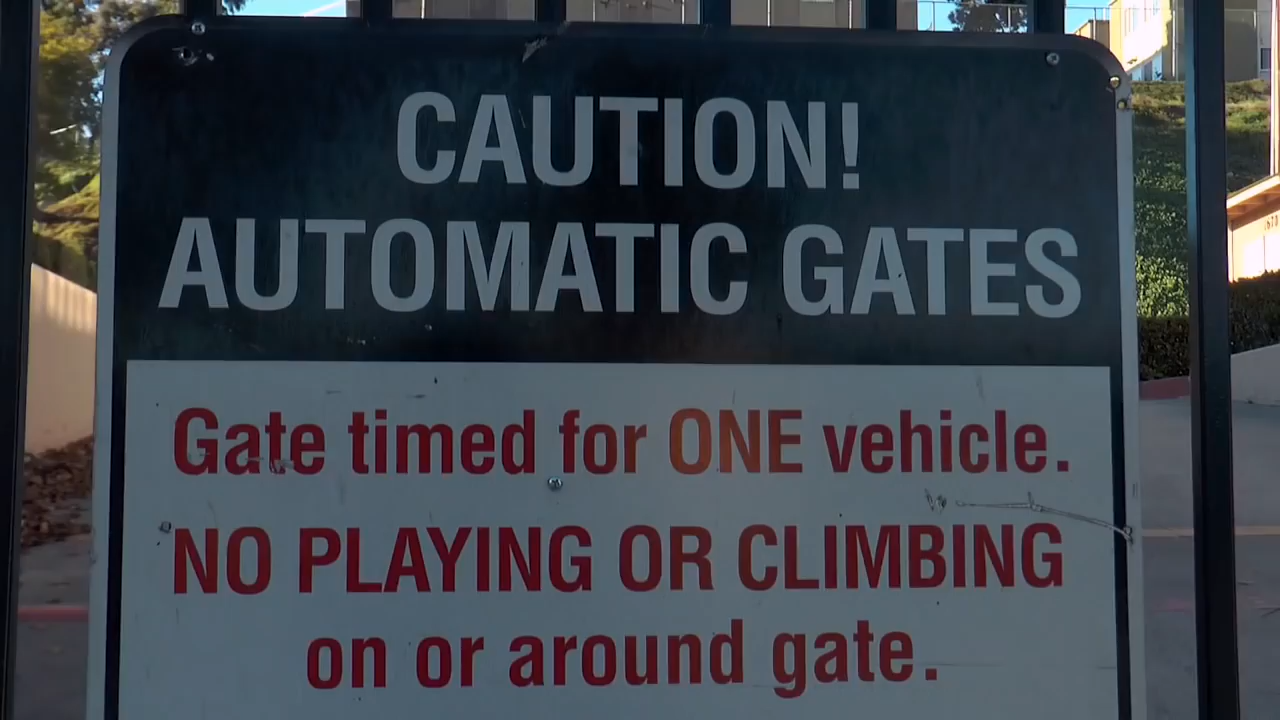 CAUTION!
AUTOMATIC GATES
Gate timed for ONE vehicle.
NO PLAYING OR CLIMBING
on or around gate.